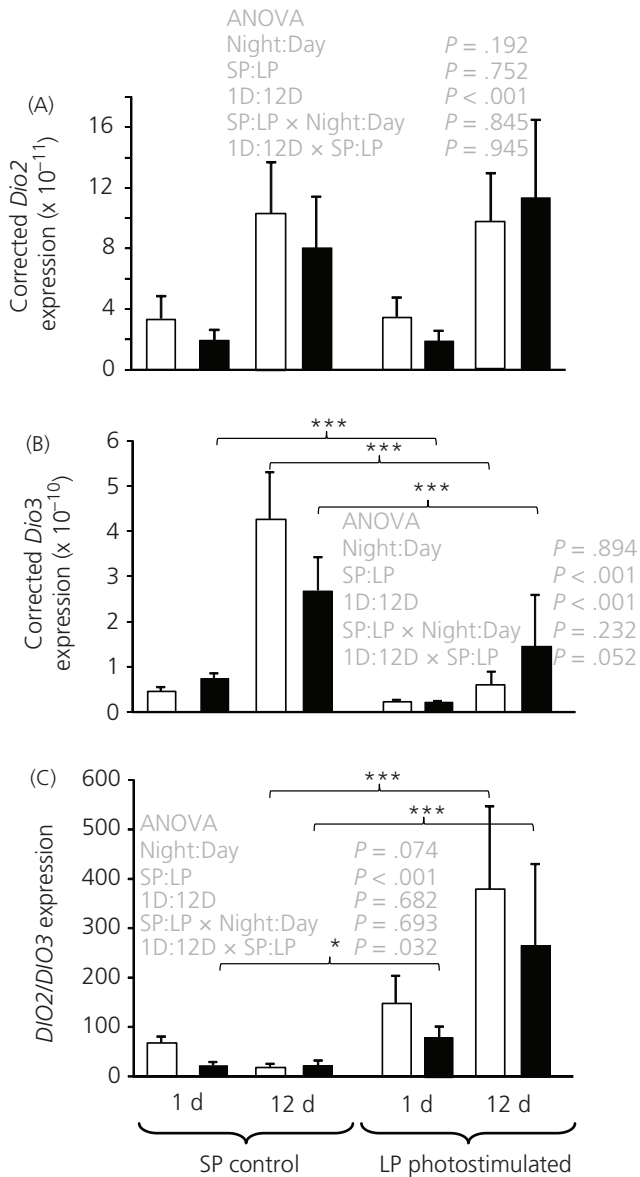 ANOVA
Night:Day P = .192
SP:LP P = .752
1D:12D P < .001
SP:LP × Night:Day P = .845
1D:12D × SP:LP P = .945
(A)
Corrected Dio2
expression (x 10⁻¹¹)
16
12
8
4
0
(B)
Corrected Dio3
expression (x 10⁻¹⁰)
6
5
4
3
2
1
0
***
***
***
ANOVA
Night:Day P = .894
SP:LP P < .001
1D:12D P < .001
SP:LP × Night:Day P = .232
1D:12D × SP:LP P = .052
(C)
DIO2/DIO3 expression
600
500
400
300
200
100
0
***
***
*
ANOVA
Night:Day P = .074
SP:LP P < .001
1D:12D P = .682
SP:LP × Night:Day P = .693
1D:12D × SP:LP P = .032
1 d 12 d 1 d 12 d
SP control LP photostimulated